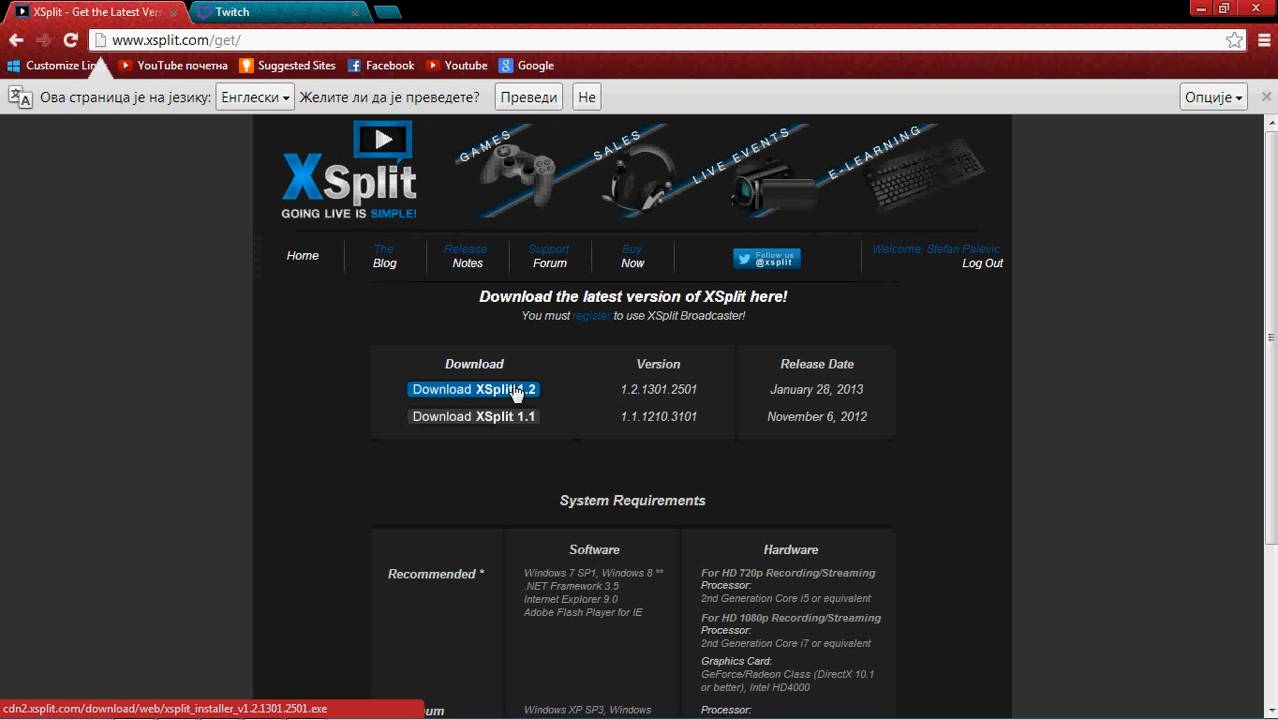 XSplit - Get the Latest Ver
Twitch
www.xsplit.com/get/
Customize Lin
YouTube почетна
Suggested Sites
Facebook
Youtube
Google
Ова страница је на језику: Енглески Желите ли да је преведете? Преведи Не Опције
XSplit
GOING LIVE IS SIMPLE!
GAMES
SALES
LIVE EVENTS
E-LEARNING
Home
The Blog
Release Notes
Support Forum
Buy Now
Follow us @xsplit
Welcome, Stefan Palevic
Log Out
Download the latest version of XSplit here!
You must register to use XSplit Broadcaster!
Download Version Release Date
Download XSplit 1.2 1.2.1301.2501 January 28, 2013
Download XSplit 1.1 1.1.1210.3101 November 6, 2012
System Requirements
Software Hardware
Recommended *
Windows 7 SP1, Windows 8 **
.NET Framework 3.5
Internet Explorer 9.0
Adobe Flash Player for IE
For HD 720p Recording/Streaming
Processor:
2nd Generation Core i5 or equivalent
For HD 1080p Recording/Streaming
Processor:
2nd Generation Core i7 or equivalent
Graphics Card:
GeForce/Radeon Class (DirectX 10.1
or better), Intel HD4000
Windows XP SP3, Windows
Processor:
cdn2.xsplit.com/download/web/xsplit_installer_v1.2.1301.2501.exe